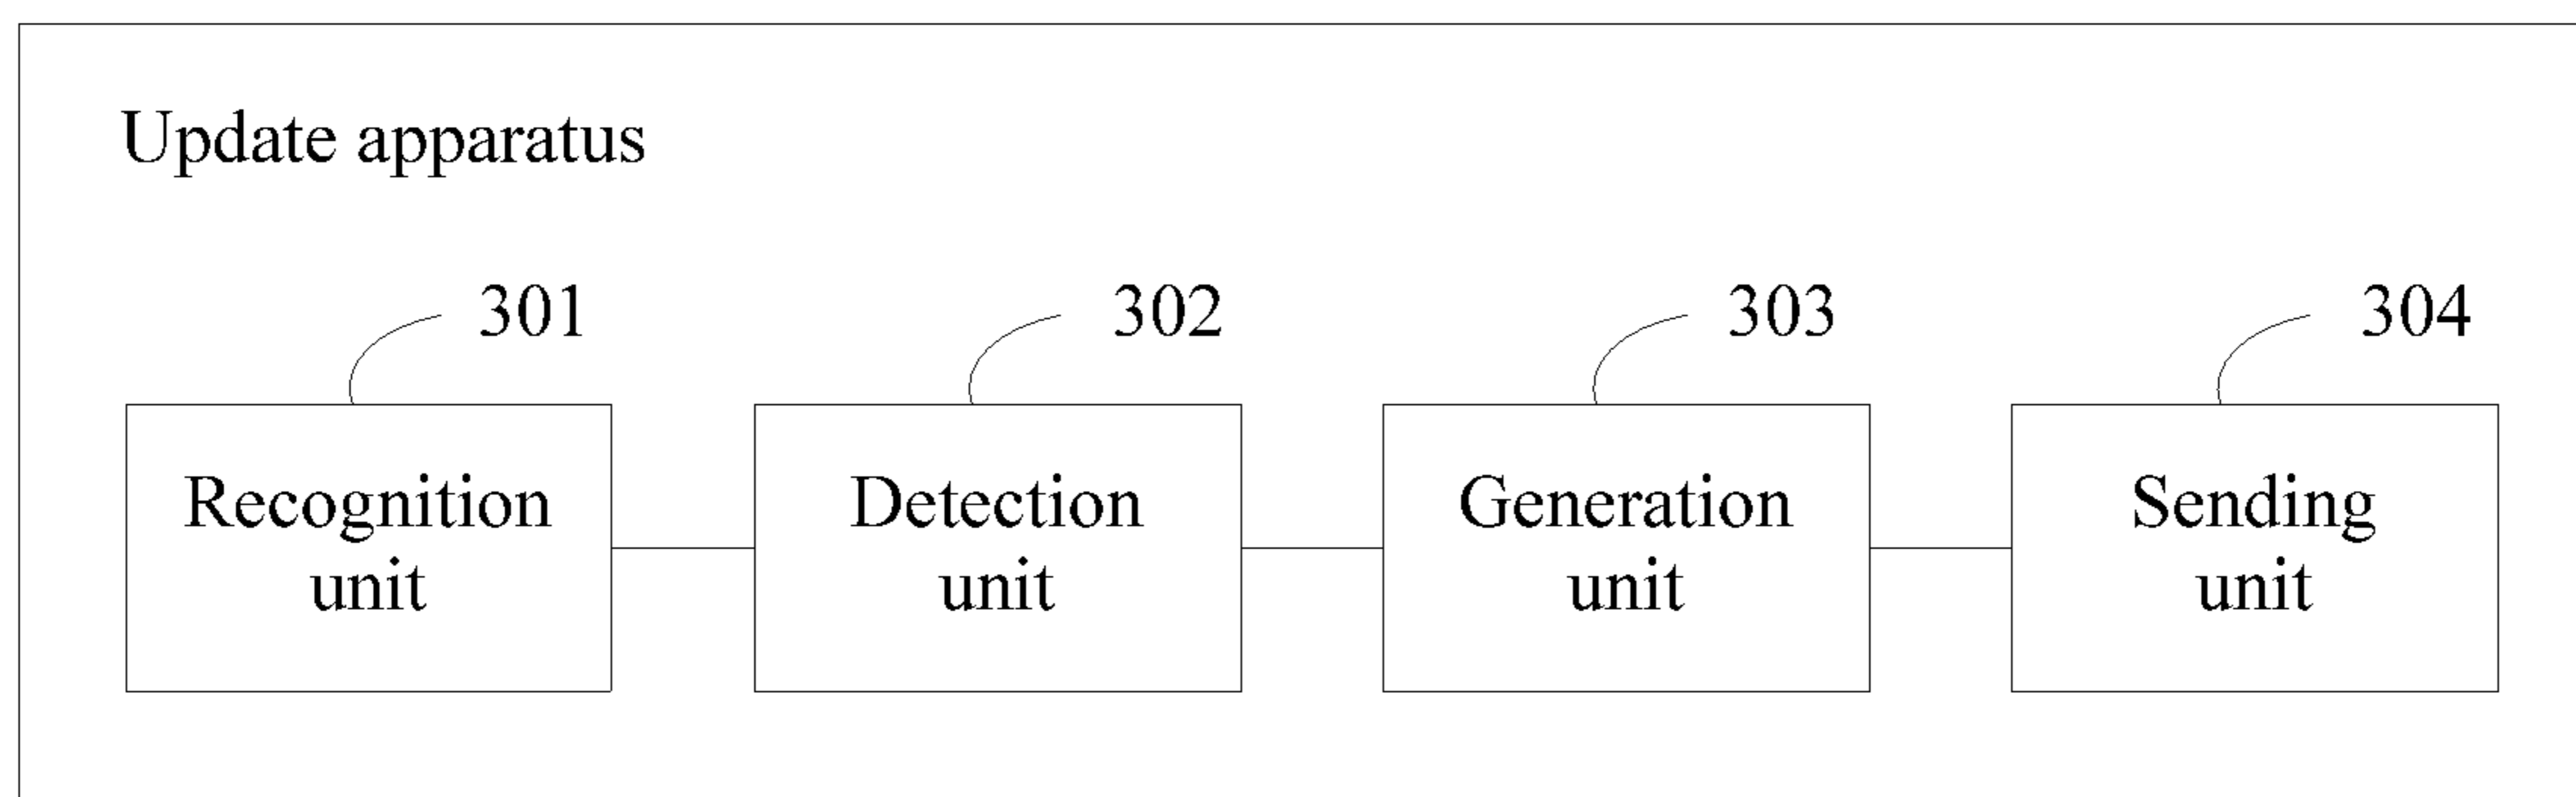 Update apparatus
301
302
303
304
Recognition
unit
Detection
unit
Generation
unit
Sending
unit